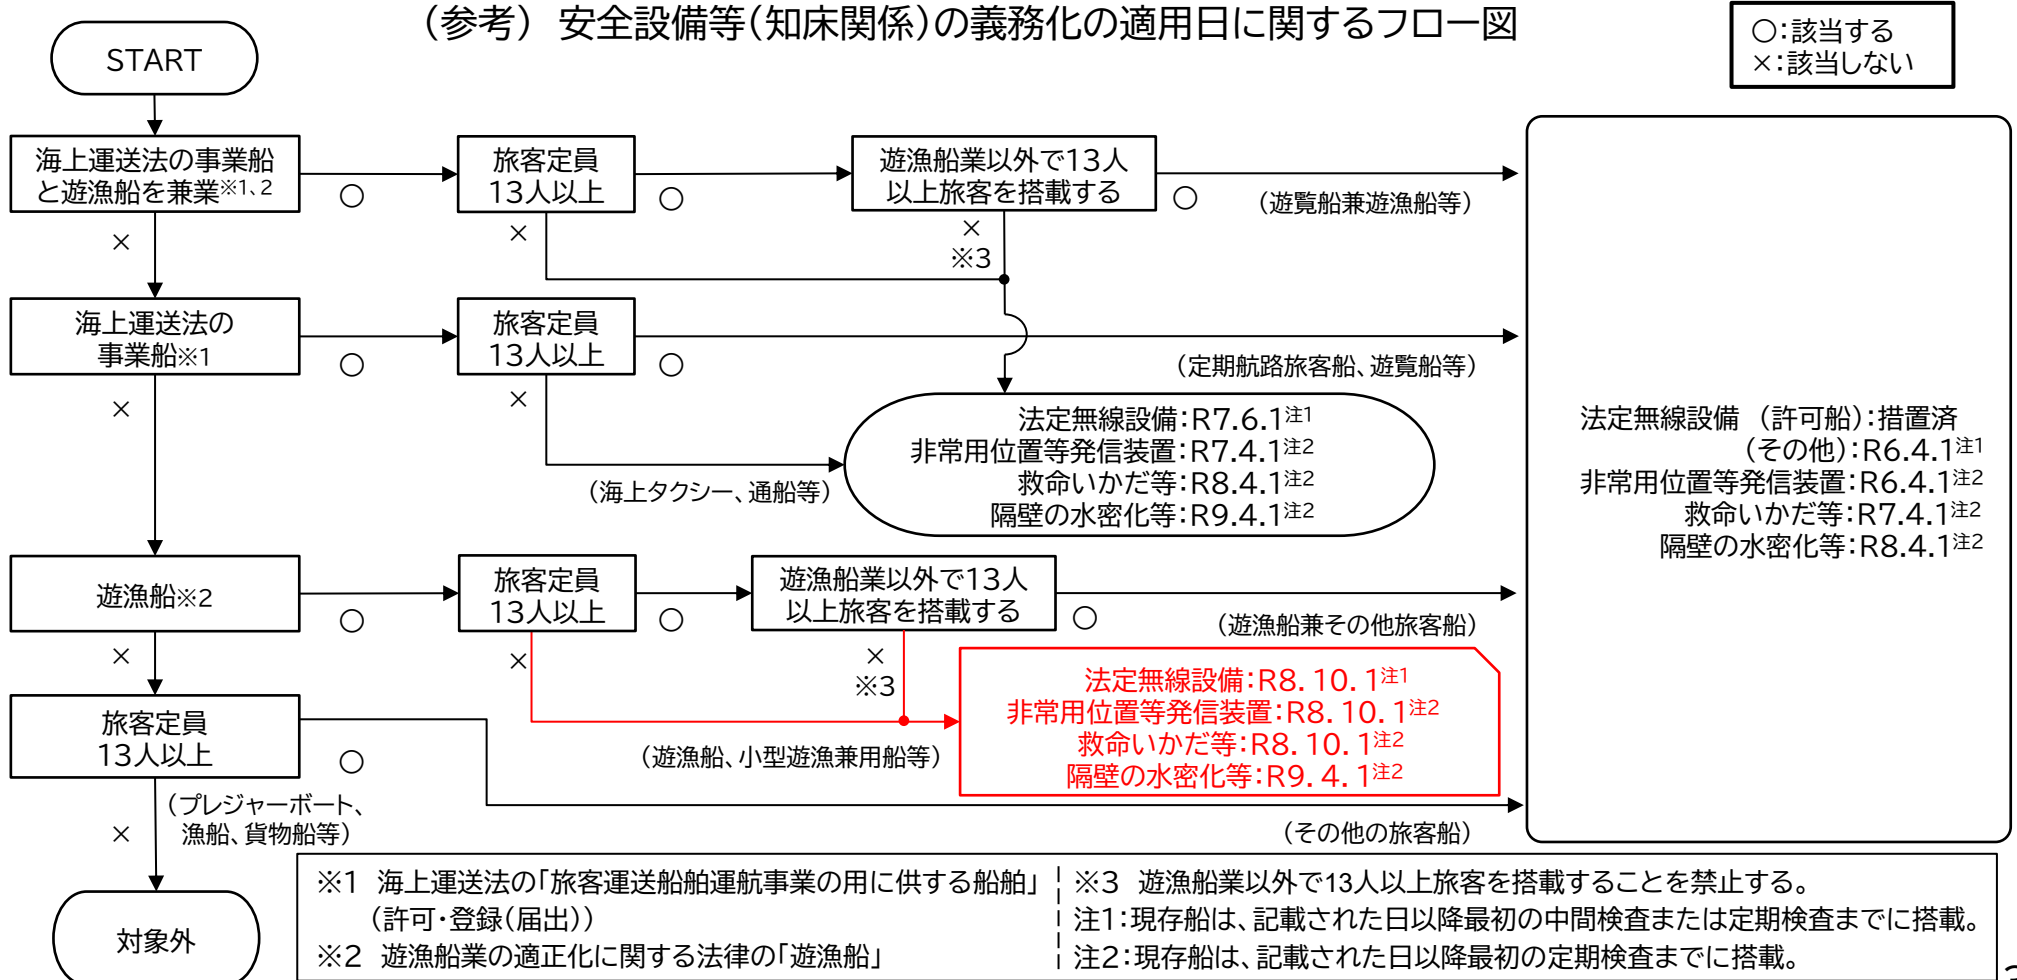 (参考) 安全設備等(知床関係)の義務化の適用日に関するフロー図
○:該当する
×:該当しない
START
海上運送法の事業船
と遊漁船を兼業※1、2
○
×
旅客定員
13人以上
○
×
遊漁船業以外で13人
以上旅客を搭載する
○
×
※3
(遊覧船兼遊漁船等)
海上運送法の
事業船※1
○
×
旅客定員
13人以上
○
×
(定期航路旅客船、遊覧船等)
(海上タクシー、通船等)
法定無線設備:R7.6.1注1
非常用位置等発信装置:R7.4.1注2
救命いかだ等:R8.4.1注2
隔壁の水密化等:R9.4.1注2
法定無線設備 (許可船):措置済
(その他):R6.4.1注1
非常用位置等発信装置:R6.4.1注2
救命いかだ等:R7.4.1注2
隔壁の水密化等:R8.4.1注2
遊漁船※2
○
×
旅客定員
13人以上
○
×
遊漁船業以外で13人
以上旅客を搭載する
○
×
※3
(遊漁船兼その他旅客船)
(遊漁船、小型遊漁兼用船等)
法定無線設備:R8.10.1注1
非常用位置等発信装置:R8.10.1注2
救命いかだ等:R8.10.1注2
隔壁の水密化等:R9.4.1注2
旅客定員
13人以上
○
×
(プレジャーボート、
漁船、貨物船等)
(その他の旅客船)
対象外
※1 海上運送法の「旅客運送船舶運航事業の用に供する船舶」
(許可・登録(届出))
※2 遊漁船業の適正化に関する法律の「遊漁船」
※3 遊漁船業以外で13人以上旅客を搭載することを禁止する。
注1:現存船は、記載された日以降最初の中間検査または定期検査までに搭載。
注2:現存船は、記載された日以降最初の定期検査までに搭載。